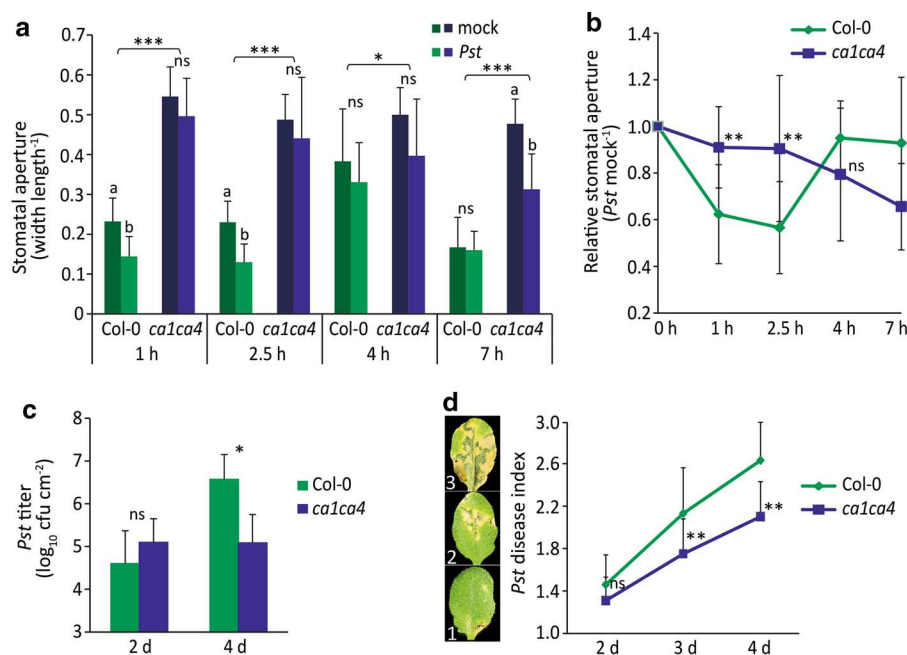 a
mock
Pst
Stomatal aperture
(width length⁻¹)
0.7
0.6
0.5
0.4
0.3
0.2
0.1
0
***
ns
a
b
***
ns
a
b
*
ns
ns
***
a
b
ns
Col-0 ca1ca4 Col-0 ca1ca4 Col-0 ca1ca4 Col-0 ca1ca4
1 h 2.5 h 4 h 7 h
b
Col-0
ca1ca4
Relative stomatal aperture
(Pst mock⁻¹)
1.4
1.2
1.0
0.8
0.6
0.4
0.2
**
**
ns
0 h 1 h 2.5 h 4 h 7 h
c
Pst titer
(log₁₀ cfu cm⁻²)
8
7
6
5
4
3
ns
*
Col-0
ca1ca4
2 d 4 d
d
3
2
1
Pst disease index
3.0
2.6
2.2
1.8
1.4
1.0
ns
**
**
Col-0
ca1ca4
2 d 3 d 4 d